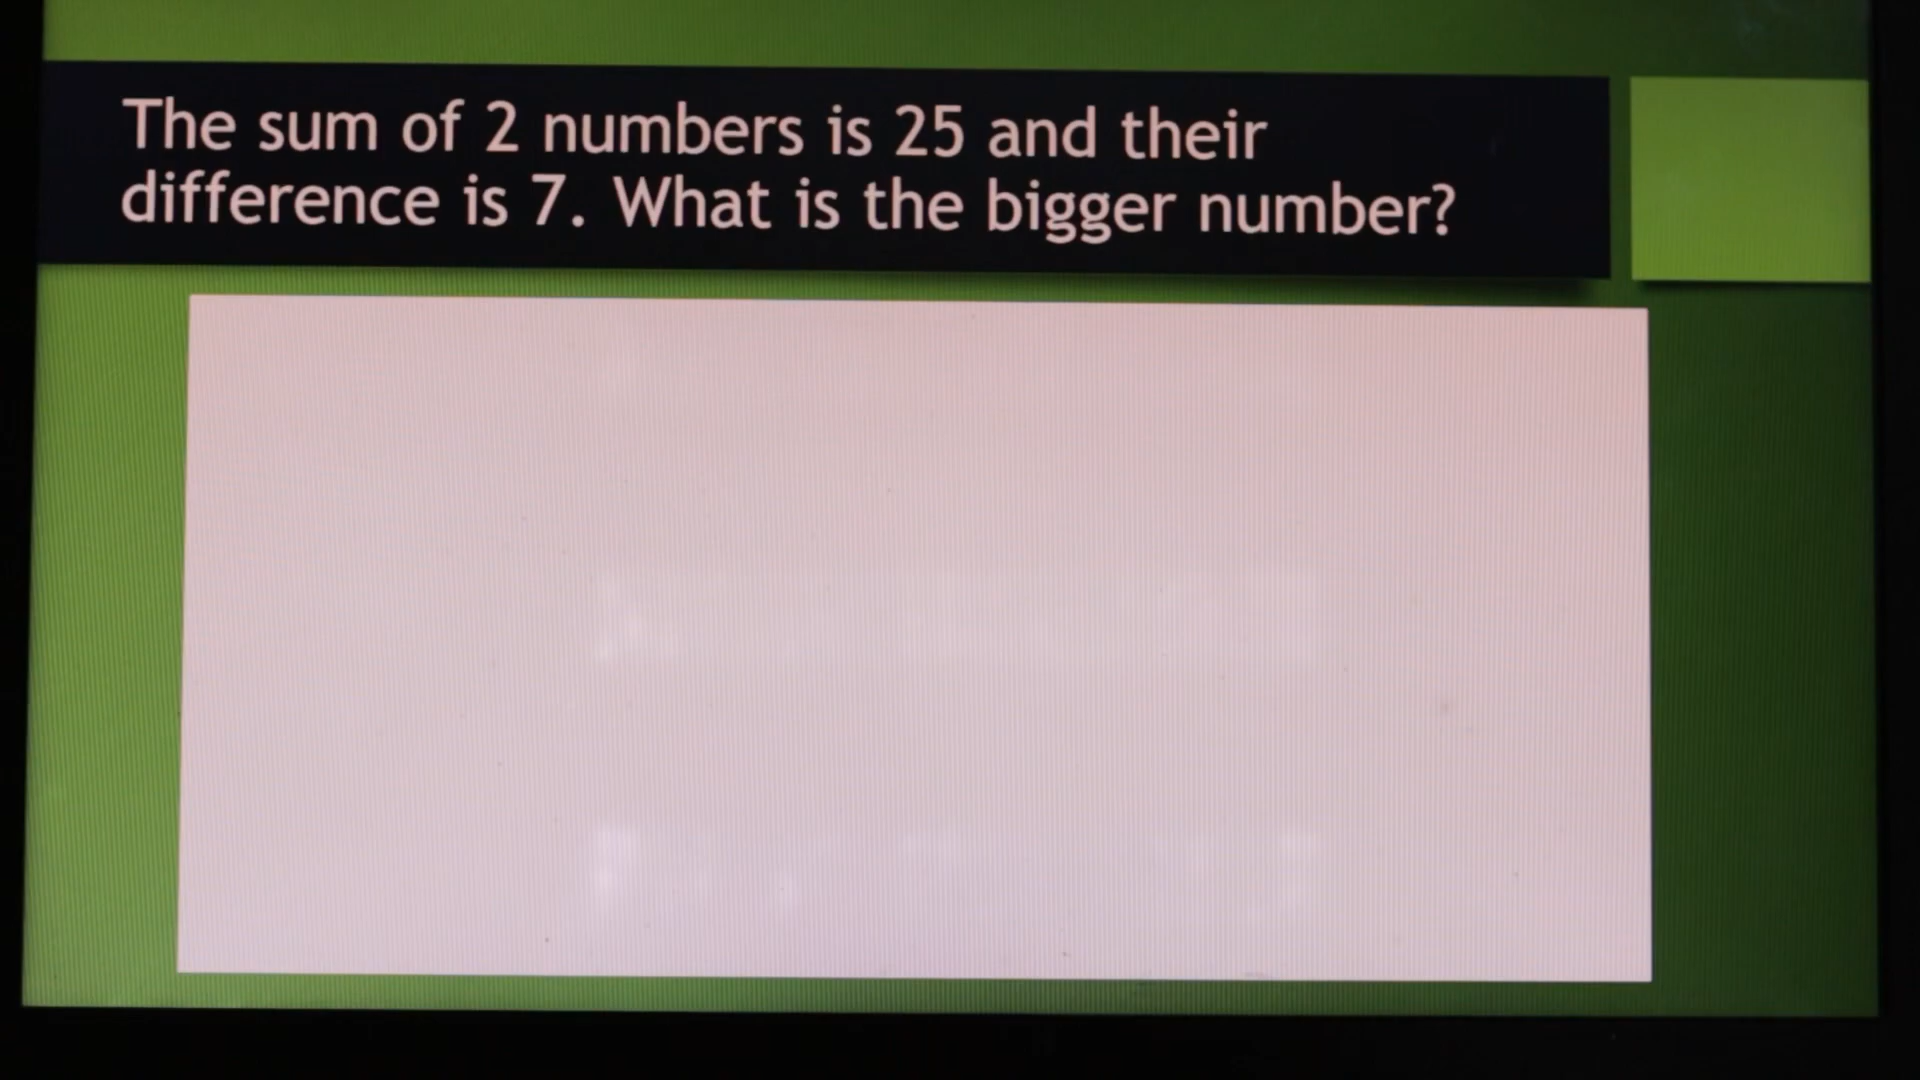 The sum of 2 numbers is 25 and their
difference is 7. What is the bigger number?